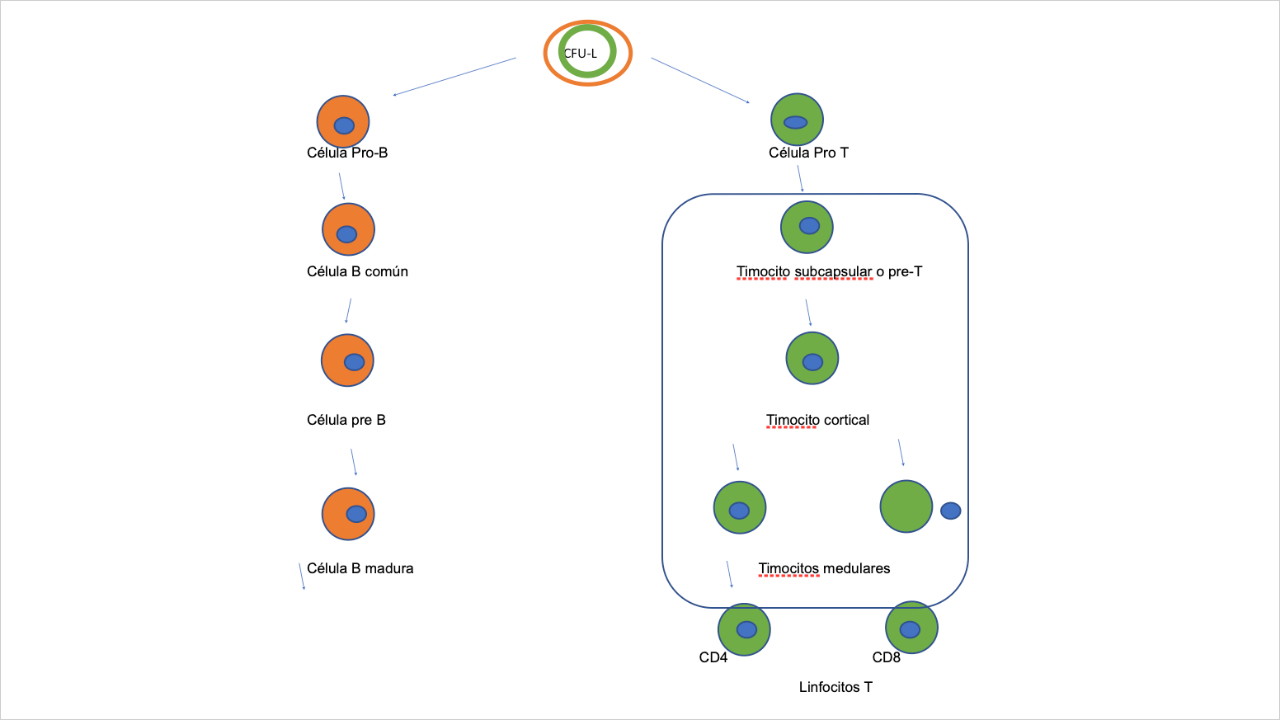 CFU-L
Célula Pro-B
Célula Pro T
Célula B común
Timocito subcapsular o pre-T
Célula pre B
Timocito cortical
Célula B madura
Timocitos medulares
CD4
CD8
Linfocitos T